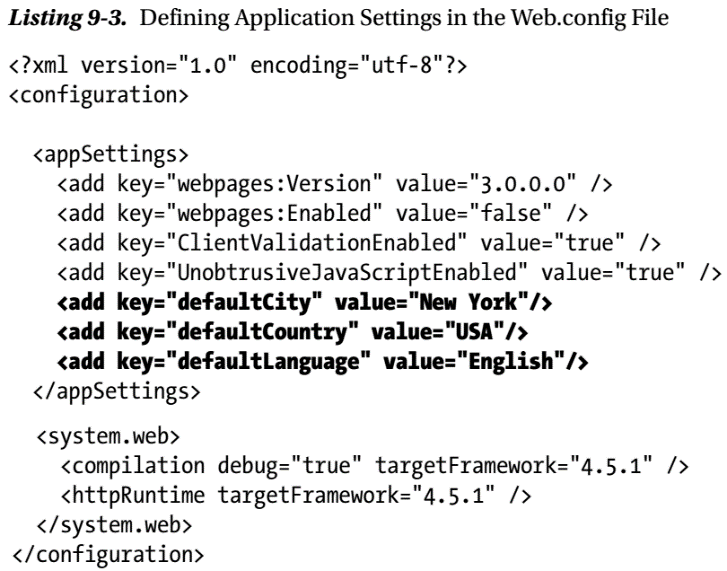 Listing 9-3. Defining Application Settings in the Web.config File
<?xml version="1.0" encoding="utf-8"?>
<configuration>
<appSettings>
<add key="webpages:Version" value="3.0.0.0" />
<add key="webpages:Enabled" value="false" />
<add key="ClientValidationEnabled" value="true" />
<add key="UnobtrusiveJavaScriptEnabled" value="true" />
<add key="defaultCity" value="New York"/>
<add key="defaultCountry" value="USA"/>
<add key="defaultLanguage" value="English"/>
</appSettings>
<system.web>
<compilation debug="true" targetFramework="4.5.1" />
<httpRuntime targetFramework="4.5.1" />
</system.web>
</configuration>